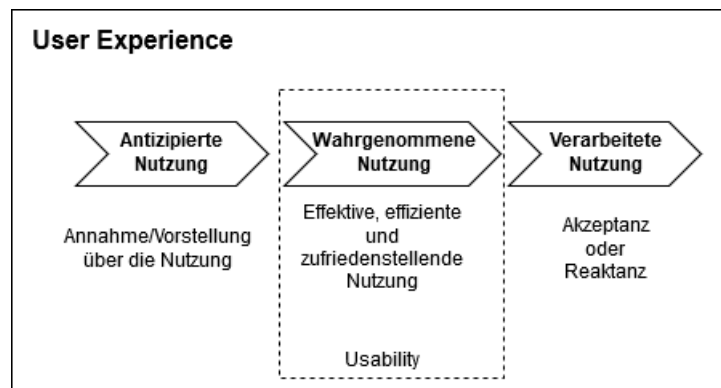 User Experience
Antizipierte
Nutzung
Wahrgenommene
Nutzung
Verarbeitete
Nutzung
Annahme/Vorstellung
über die Nutzung
Effektive, effiziente
und
zufriedenstellende
Nutzung
Akzeptanz
oder
Reaktanz
Usability